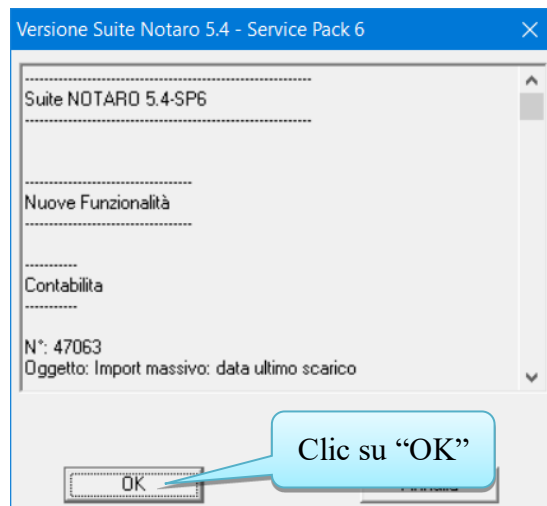 Versione Suite Notaro 5.4 - Service Pack 6
------------------------------------------------------------
Suite NOTARO 5.4-SP6
------------------------------------------------------------
-----------------------------------
Nuove Funzionalità
-----------------------------------
-----------
Contabilita
-----------
N°: 47063
Oggetto: Import massivo: data ultimo scarico
Clic su “OK”
OK